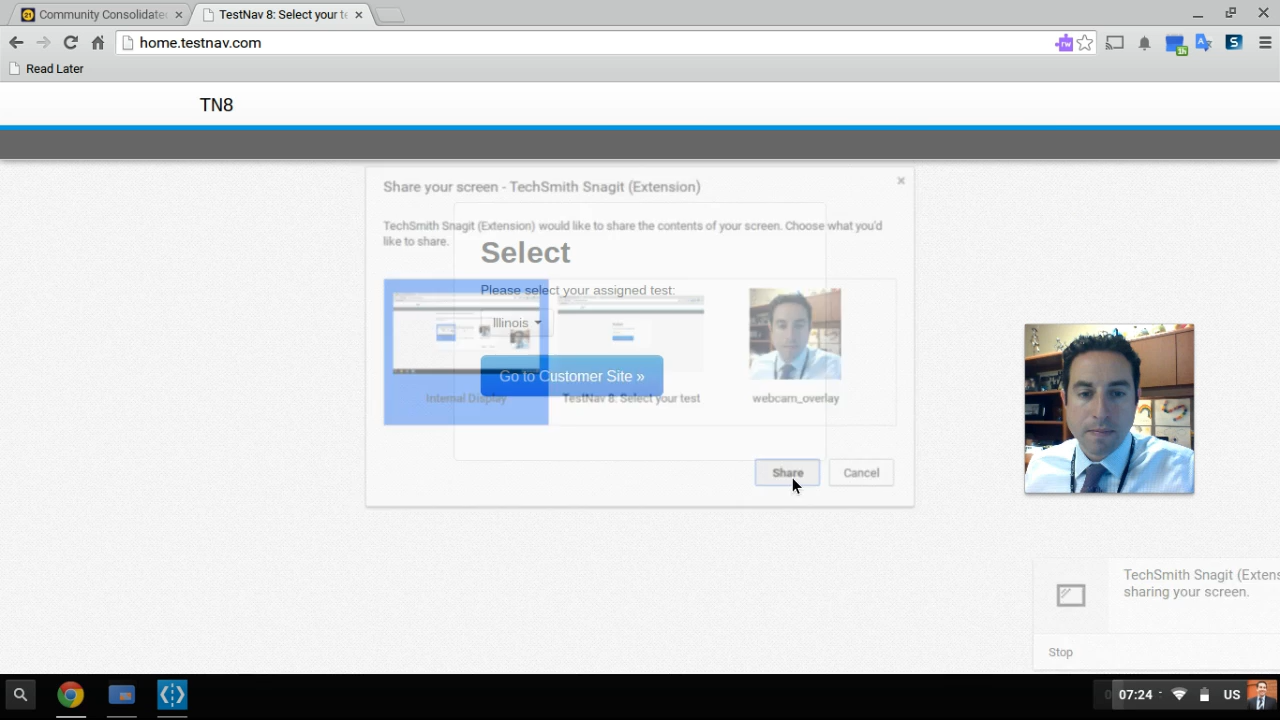 Community Consolidate
TestNav 8: Select your te
home.testnav.com
rw
1h
S
Read Later
TN8
Share your screen - TechSmith Snagit (Extension)
TechSmith Snagit (Extension) would like to share the contents of your screen. Choose what you'd
like to share.
Select
Please select your assigned test:
Illinois
Go to Customer Site »
Internal Display
TestNav 8: Select your test
webcam_overlay
Share
Cancel
TechSmith Snagit (Extens
sharing your screen.
Stop
07:24
US